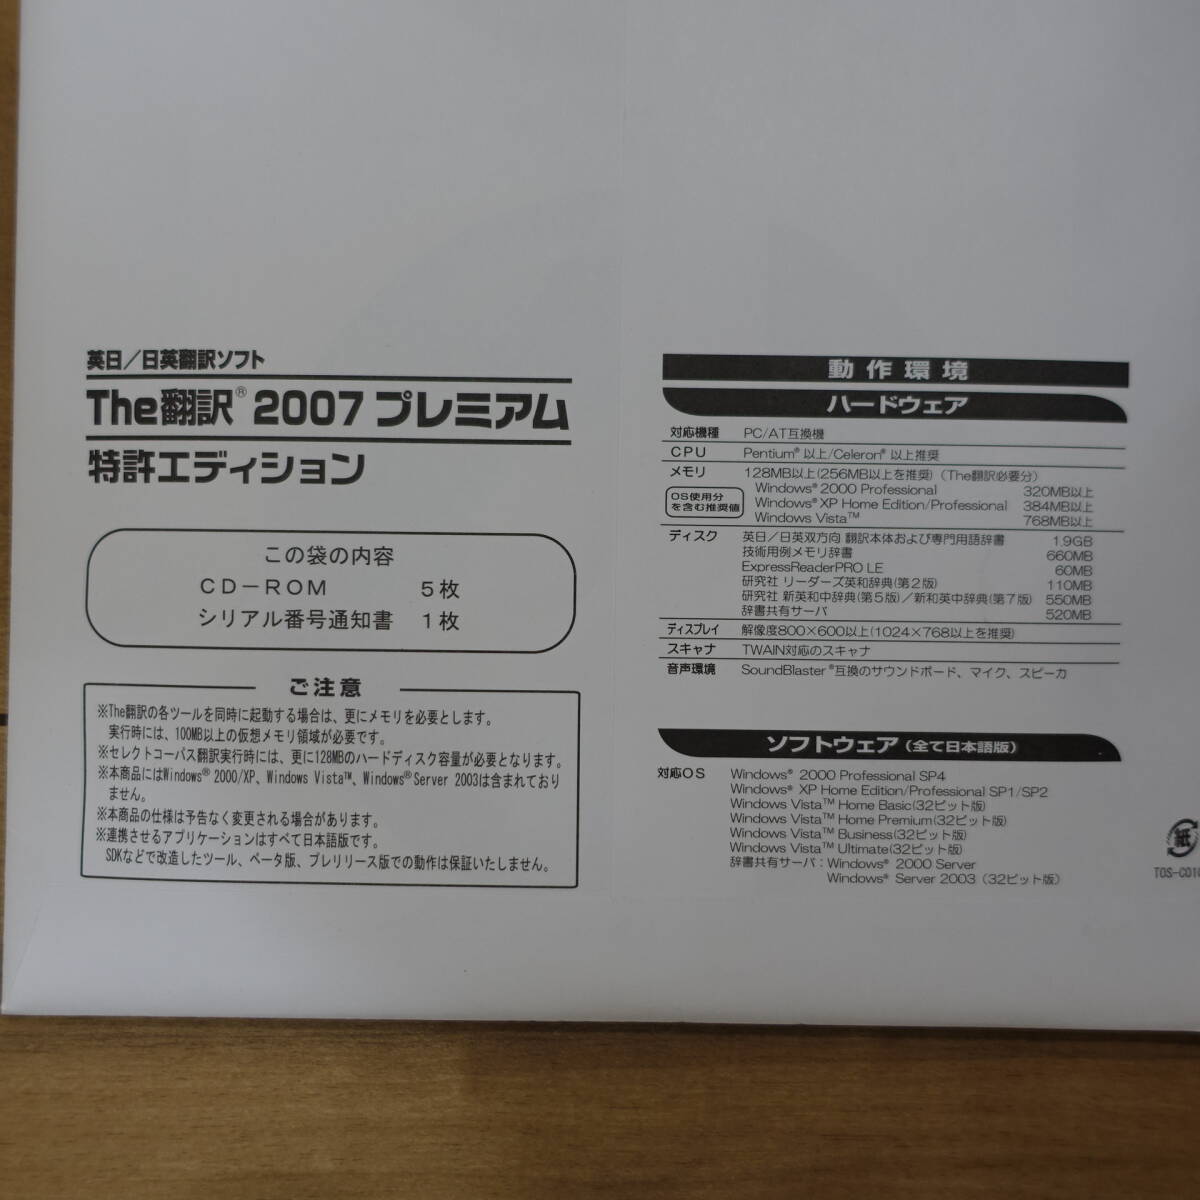 英日／日英翻訳ソフト
The翻訳® 2007 プレミアム
特許エディション
この袋の内容
CD－ROM 5枚
シリアル番号通知書 1枚
ご注意
※The翻訳の各ツールを同時に起動する場合は、更にメモリを必要とします。
実行時には、100MB以上の仮想メモリ領域が必要です。
※セレクトコーパス翻訳実行時には、更に128MBのハードディスク容量が必要となります。
※本商品にはWindows® 2000/XP、Windows Vista™、Windows® Server 2003は含まれており
ません。
※本商品の仕様は予告なく変更される場合があります。
※連携させるアプリケーションはすべて日本語版です。
SDKなどで改造したツール、ベータ版、プレリリース版での動作は保証いたしません。
動作環境
ハードウェア
対応機種 PC/AT互換機
CPU Pentium® 以上/Celeron® 以上推奨
メモリ 128MB以上(256MB以上を推奨)（The翻訳必要分）
OS使用分
を含む推奨値
Windows® 2000 Professional 320MB以上
Windows® XP Home Edition/Professional 384MB以上
Windows Vista™ 768MB以上
ディスク 英日／日英双方向 翻訳本体および専門用語辞書 1.9GB
技術用例メモリ辞書 660MB
ExpressReaderPRO LE 60MB
研究社 リーダーズ英和辞典(第2版) 110MB
研究社 新英和中辞典(第5版)／新和英中辞典(第7版) 550MB
辞書共有サーバ 520MB
ディスプレイ 解像度800×600以上(1024×768以上を推奨)
スキャナ TWAIN対応のスキャナ
音声環境 SoundBlaster®互換のサウンドボード、マイク、スピーカ
ソフトウェア（全て日本語版）
対応OS Windows® 2000 Professional SP4
Windows® XP Home Edition/Professional SP1/SP2
Windows Vista™ Home Basic(32ビット版)
Windows Vista™ Home Premium(32ビット版)
Windows Vista™ Business(32ビット版)
Windows Vista™ Ultimate(32ビット版)
辞書共有サーバ：Windows® 2000 Server
Windows® Server 2003（32ビット版）
紙